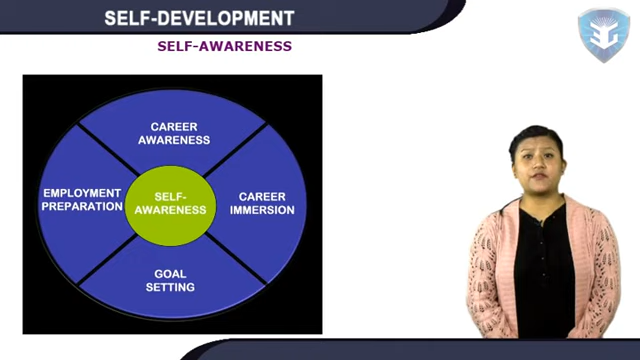 SELF-DEVELOPMENT
SELF-AWARENESS
CAREER
AWARENESS
EMPLOYMENT
PREPARATION
SELF-
AWARENESS
CAREER
IMMERSION
GOAL
SETTING